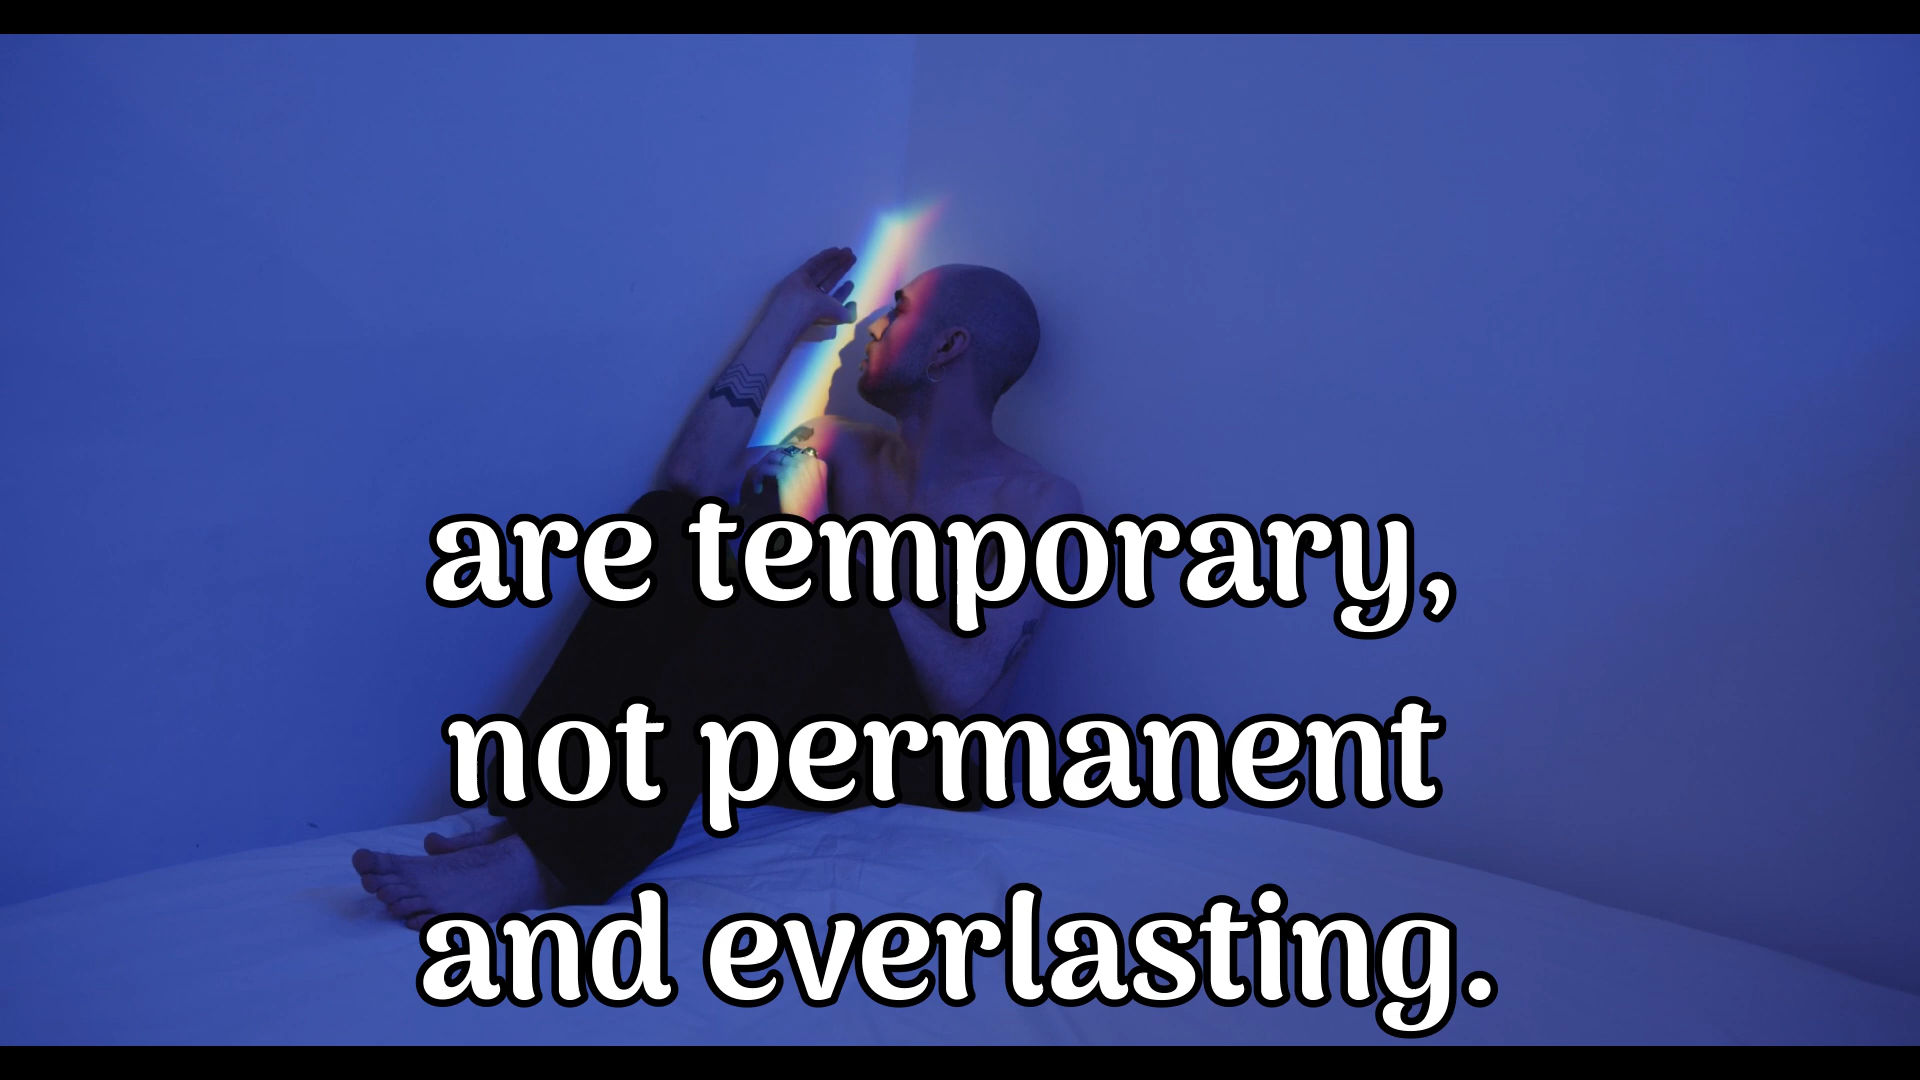 are temporary,
not permanent
and everlasting.